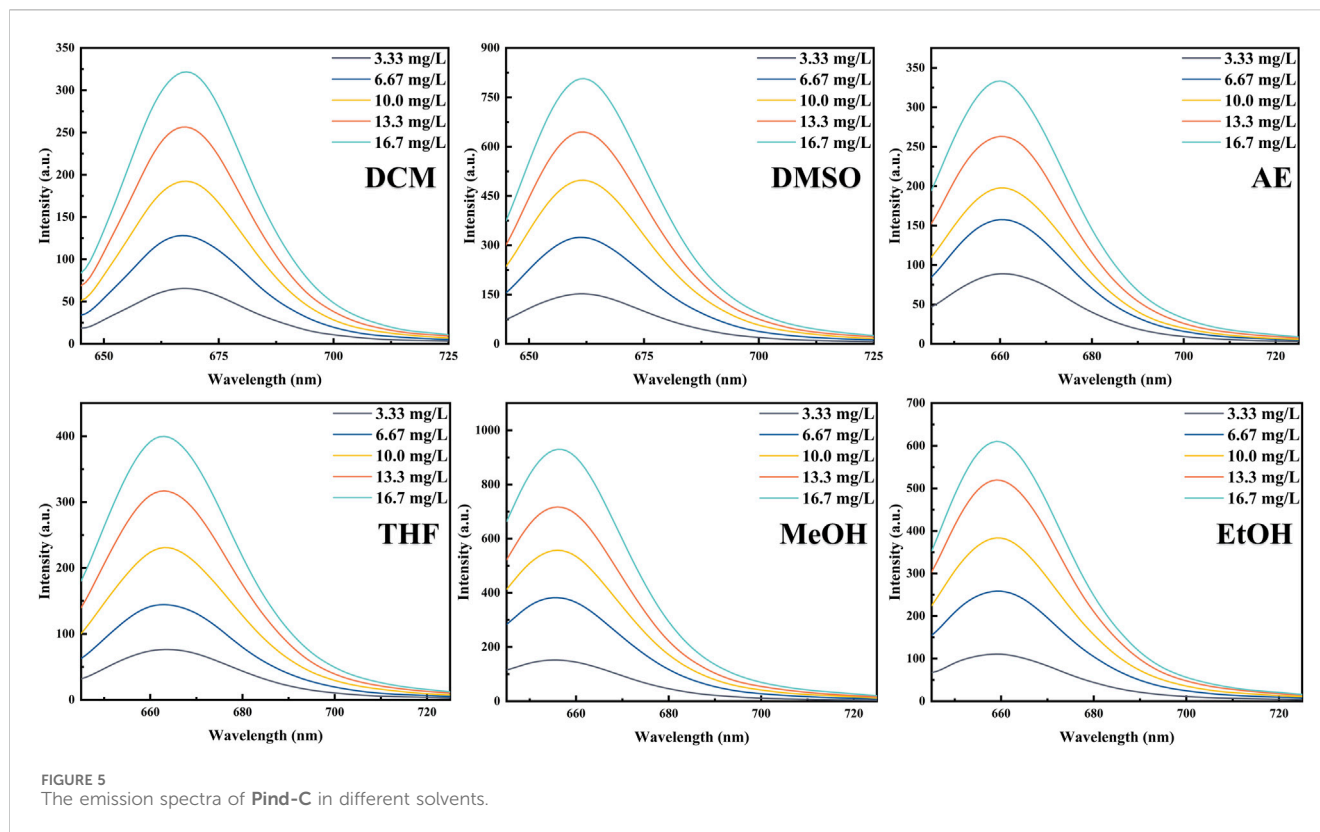 350
300
250
200
150
100
50
0
Intensity (a.u.)
650
675
700
725
Wavelength (nm)
3.33 mg/L
6.67 mg/L
10.0 mg/L
13.3 mg/L
16.7 mg/L
DCM
900
750
600
450
300
150
0
Intensity (a.u.)
650
675
700
725
Wavelength (nm)
3.33 mg/L
6.67 mg/L
10.0 mg/L
13.3 mg/L
16.7 mg/L
DMSO
350
300
250
200
150
100
50
0
Intensity (a.u.)
660
680
700
720
Wavelength (nm)
3.33 mg/L
6.67 mg/L
10.0 mg/L
13.3 mg/L
16.7 mg/L
AE
400
300
200
100
0
Intensity (a.u.)
660
680
700
720
Wavelength (nm)
3.33 mg/L
6.67 mg/L
10.0 mg/L
13.3 mg/L
16.7 mg/L
THF
1000
800
600
400
200
0
Intensity (a.u.)
660
680
700
720
Wavelength (nm)
3.33 mg/L
6.67 mg/L
10.0 mg/L
13.3 mg/L
16.7 mg/L
MeOH
700
600
500
400
300
200
100
0
Intensity (a.u.)
660
680
700
720
Wavelength (nm)
3.33 mg/L
6.67 mg/L
10.0 mg/L
13.3 mg/L
16.7 mg/L
EtOH
FIGURE 5
The emission spectra of Pind-C in different solvents.